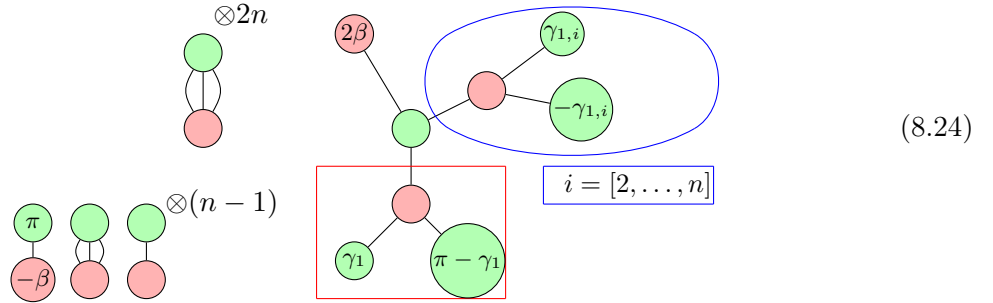 ⊗2n
2β
γ₁,ᵢ
−γ₁,ᵢ
(8.24)
i = [2, . . . , n]
⊗(n − 1)
π
−β
γ₁
π − γ₁